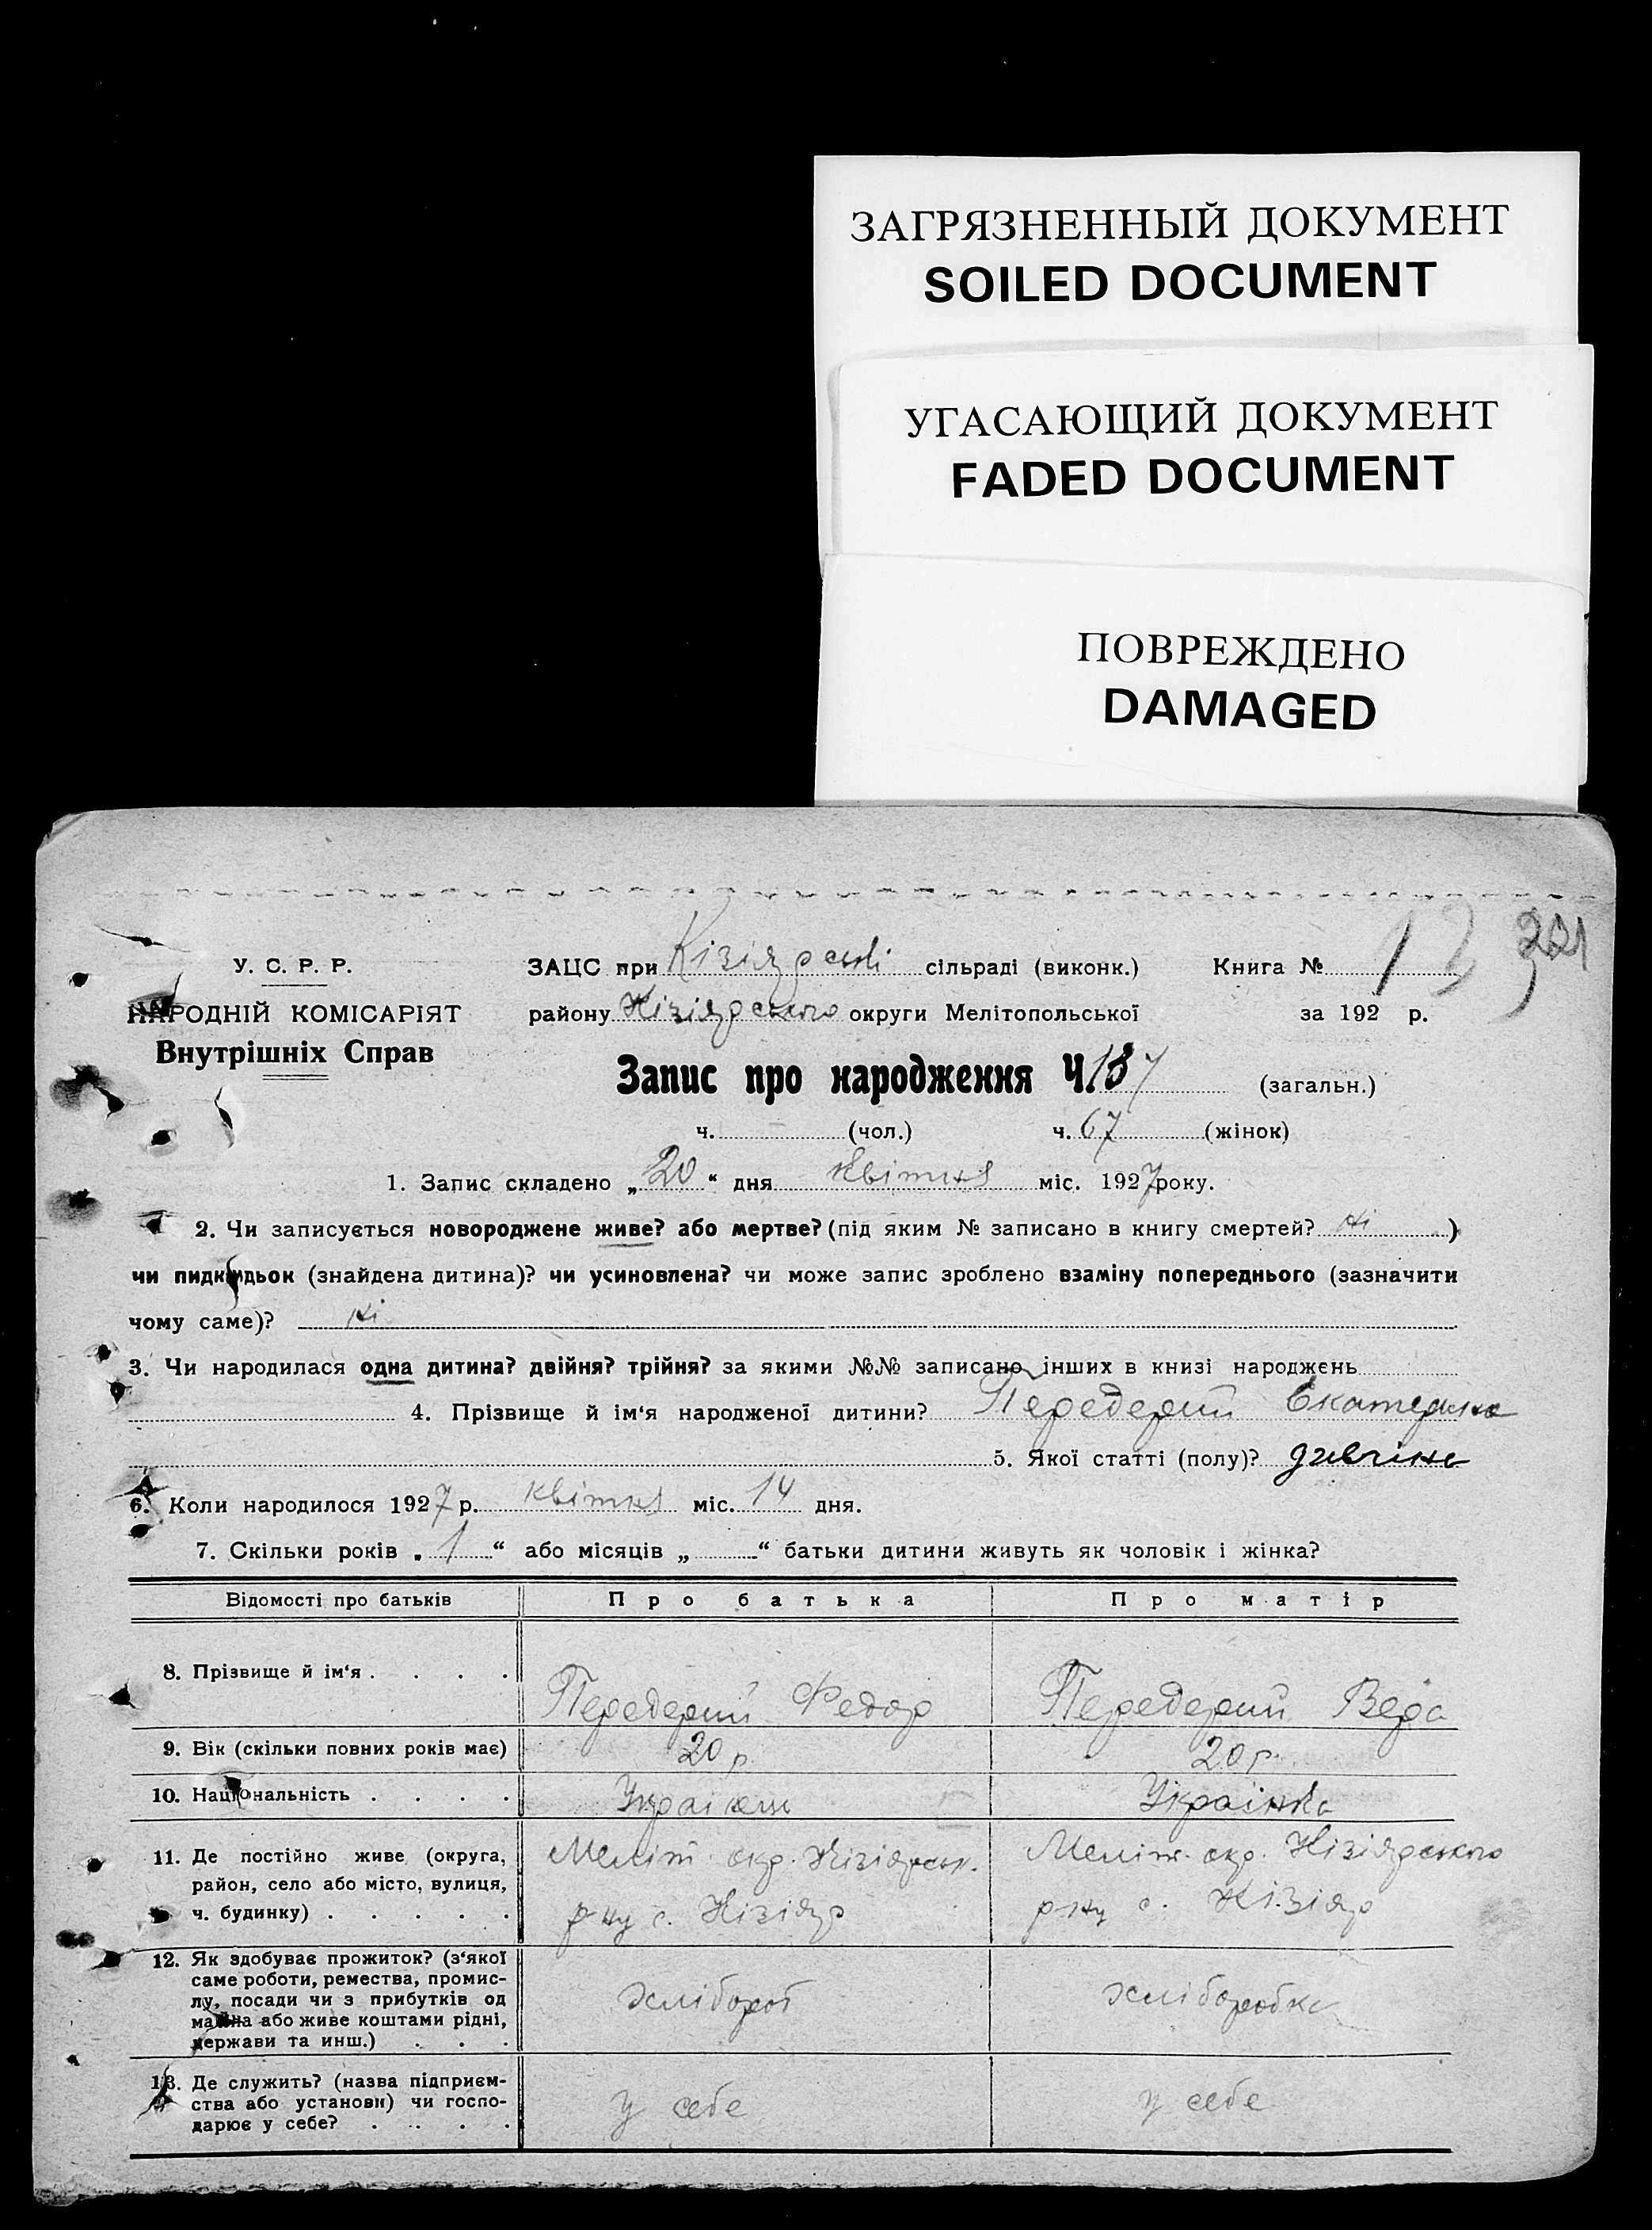 ЗАГРЯЗНЕННЫЙ ДОКУМЕНТ
SOILED DOCUMENT
УГАСАЮЩИЙ ДОКУМЕНТ
FADED DOCUMENT
ПОВРЕЖДЕНО
DAMAGED
321
У. С. Р. Р.
ЗАЦС при Кізіярські сільраді (виконк.) Книга № 12
НАРОДНІЙ КОМІСАРІЯТ
району Кізіярського округи Мелітопольської за 192 р.
Внутрішніх Справ
Запис про народження Ч. 137 (загальн.)
ч. (чол.) ч. 67 (жінок)
1. Запис складено „20“ дня квітня міс. 1927 року.
2. Чи записується новороджене живе? або мертве? (під яким № записано в книгу смертей? ні)
чи пидкидьок (знайдена дитина)? чи усиновлена? чи може запис зроблено взаміну попереднього (зазначити
чому саме)? ні
3. Чи народилася одна дитина? двійня? трійня? за якими №№ записано інших в книзі народжень
4. Прізвище й ім‘я народженої дитини? Передерий Екатерина
5. Якої статті (полу)? дивчіна
6. Коли народилося 1927 р. квітня міс. 14 дня.
7. Скільки років „1“ або місяців „ “ батьки дитини живуть як чоловік і жінка?
Відомості про батьків Про батька Про матір
8. Прізвище й ім‘я . . . . Передерий Федор Передерий Вера
9. Вік (скільки повних років має) 20 р. 20 р.
10. Національність . . . . Українец Українка
11. Де постійно живе (округа, Меліт. окр. Кізіярськ. Меліт. окр. Кізіярського
район, село або місто, вулиця,
ч. будинку) . . . . . р-ну с. Кізіяр р-ну с. Кізіяр
12. Як здобуває прожиток? (з‘якої
саме роботи, ремества, промис-
лу, посади чи з прибутків од хлібороб хліборобка
майна або живе коштами рідні,
держави та инш.) . . .
13. Де служить? (назва підприєм-
ства або установи) чи госпо- у себе у себе
дарює у себе? . . . .